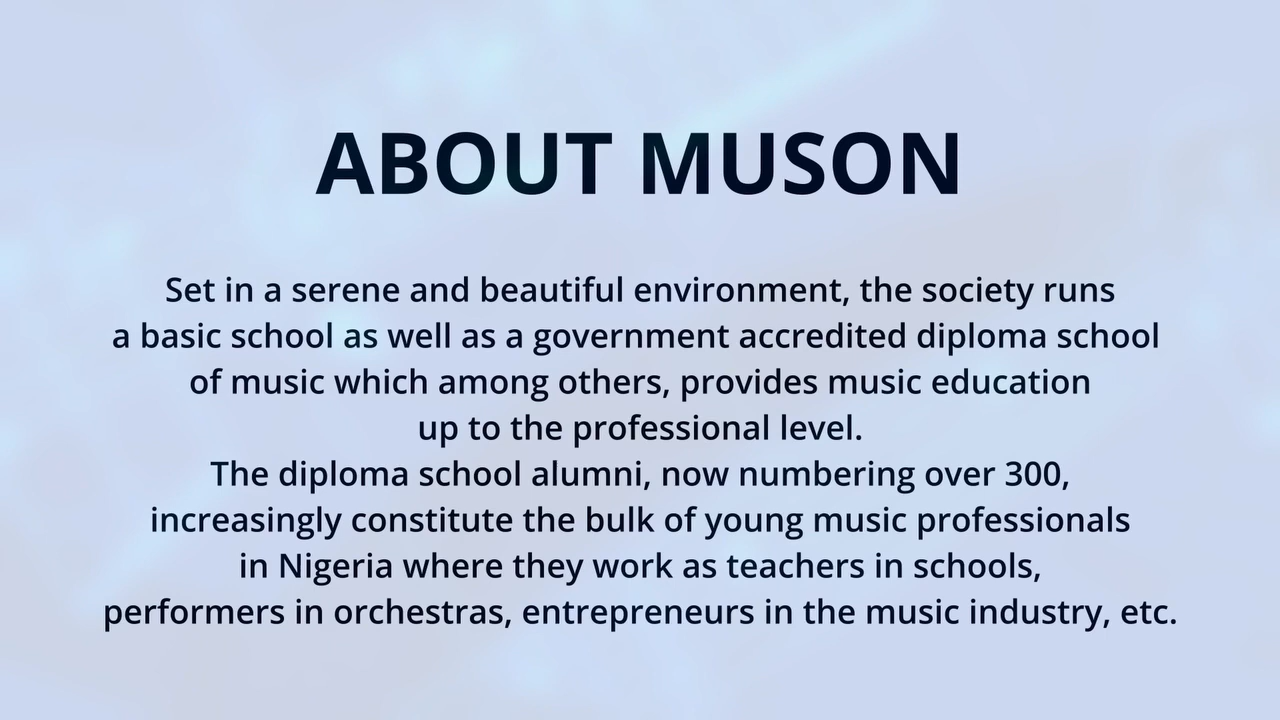 ABOUT MUSON
Set in a serene and beautiful environment, the society runs
a basic school as well as a government accredited diploma school
of music which among others, provides music education
up to the professional level.
The diploma school alumni, now numbering over 300,
increasingly constitute the bulk of young music professionals
in Nigeria where they work as teachers in schools,
performers in orchestras, entrepreneurs in the music industry, etc.